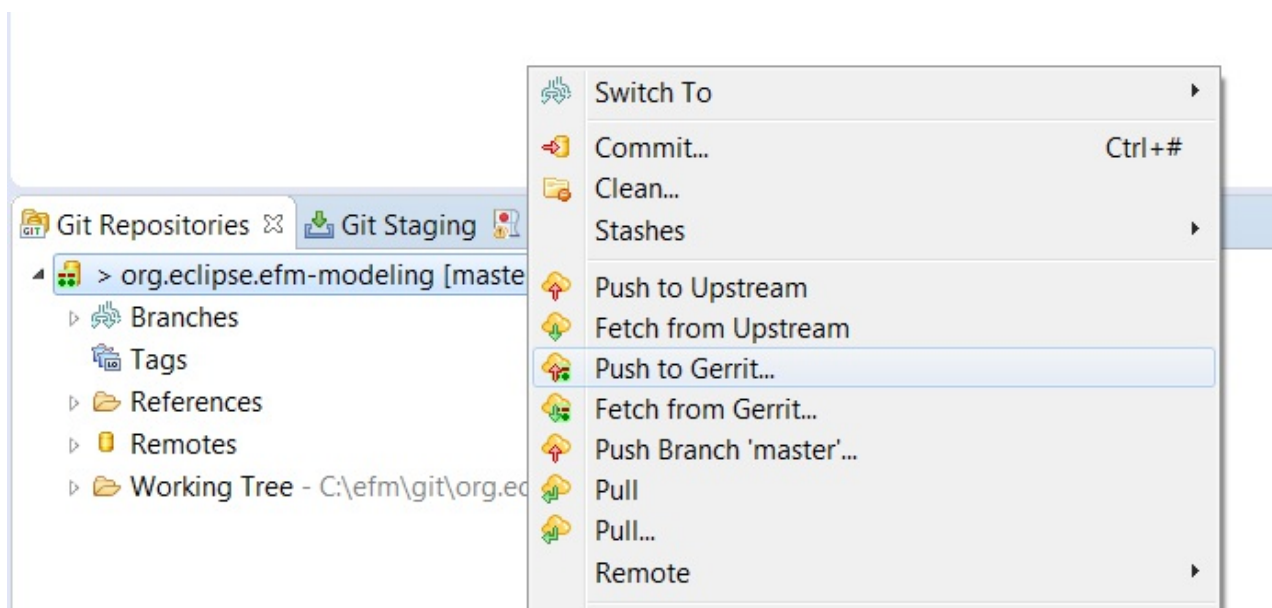 Switch To
Commit... Ctrl+#
Clean...
Stashes
Git Repositories Git Staging
> org.eclipse.efm-modeling [maste
Push to Upstream
Branches
Fetch from Upstream
Tags
Push to Gerrit...
References
Fetch from Gerrit...
Remotes
Push Branch 'master'...
Working Tree - C:\efm\git\org.ec
Pull
Pull...
Remote